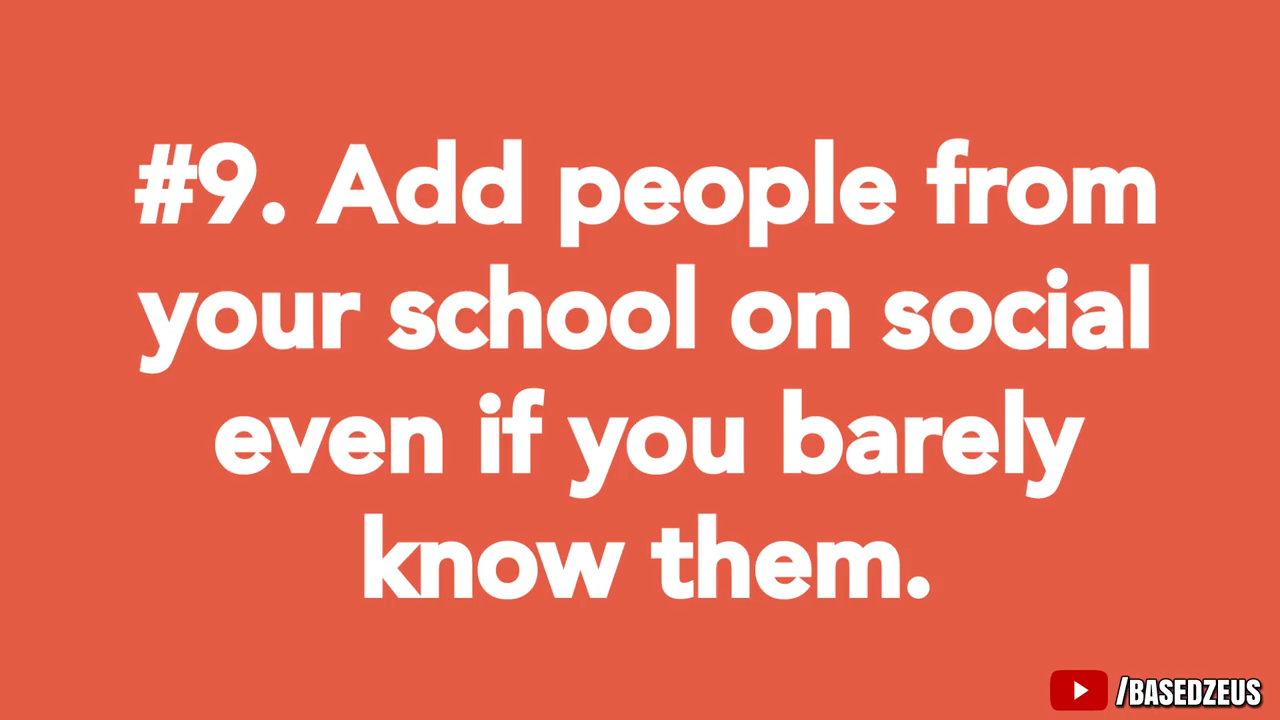 #9. Add people from
your school on social
even if you barely
know them.
/BASEDZEUS